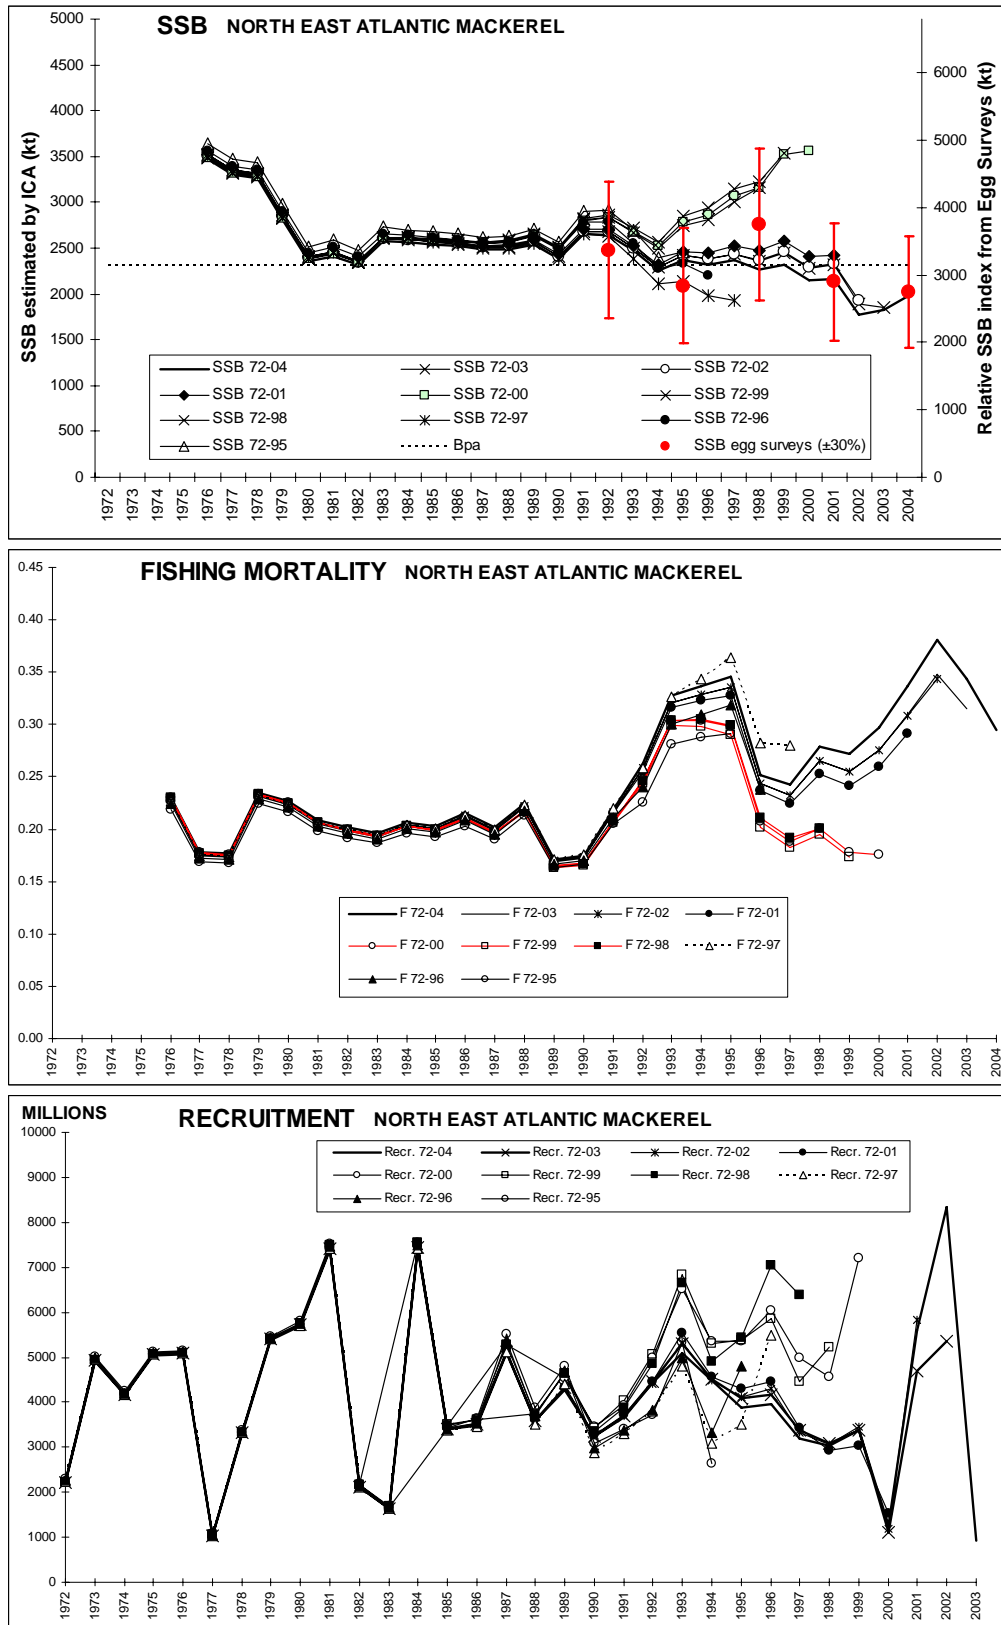 SSB NORTH EAST ATLANTIC MACKEREL
SSB estimated by ICA (kt)
5000
4500
4000
3500
3000
2500
2000
1500
1000
500
0
Relative SSB index from Egg Surveys (kt)
6000
5000
4000
3000
2000
1000
0
SSB 72-04 SSB 72-03 SSB 72-02
SSB 72-01 SSB 72-00 SSB 72-99
SSB 72-98 SSB 72-97 SSB 72-96
SSB 72-95 Bpa SSB egg surveys (±30%)
1972 1973 1974 1975 1976 1977 1978 1979 1980 1981 1982 1983 1984 1985 1986 1987 1988 1989 1990 1991 1992 1993 1994 1995 1996 1997 1998 1999 2000 2001 2002 2003 2004
FISHING MORTALITY NORTH EAST ATLANTIC MACKEREL
0.45
0.40
0.35
0.30
0.25
0.20
0.15
0.10
0.05
0.00
F 72-04 F 72-03 F 72-02 F 72-01
F 72-00 F 72-99 F 72-98 F 72-97
F 72-96 F 72-95
1972 1973 1974 1975 1976 1977 1978 1979 1980 1981 1982 1983 1984 1985 1986 1987 1988 1989 1990 1991 1992 1993 1994 1995 1996 1997 1998 1999 2000 2001 2002 2003 2004
MILLIONS RECRUITMENT NORTH EAST ATLANTIC MACKEREL
10000
9000
8000
7000
6000
5000
4000
3000
2000
1000
0
Recr. 72-04 Recr. 72-03 Recr. 72-02 Recr. 72-01
Recr. 72-00 Recr. 72-99 Recr. 72-98 Recr. 72-97
Recr. 72-96 Recr. 72-95
1972 1973 1974 1975 1976 1977 1978 1979 1980 1981 1982 1983 1984 1985 1986 1987 1988 1989 1990 1991 1992 1993 1994 1995 1996 1997 1998 1999 2000 2001 2002 2003